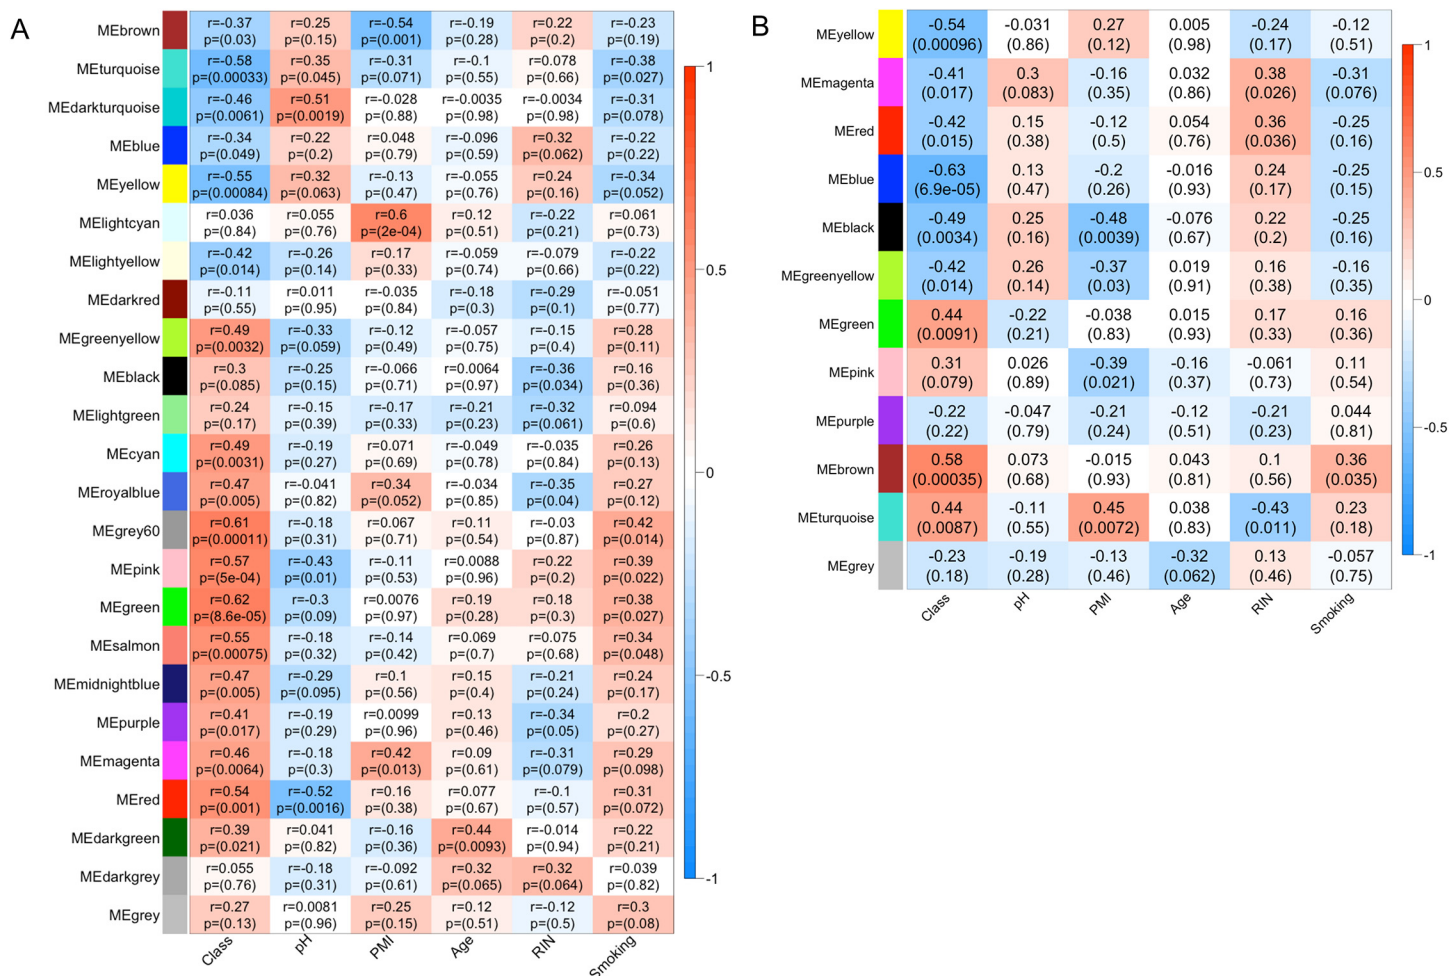 A
MEbrown r=-0.37 r=0.25 r=-0.54 r=-0.19 r=0.22 r=-0.23
p=(0.03) p=(0.15) p=(0.001) p=(0.28) p=(0.2) p=(0.19)
MEturquoise r=-0.58 r=0.35 r=-0.31 r=-0.1 r=0.078 r=-0.38
p=(0.00033) p=(0.045) p=(0.071) p=(0.55) p=(0.66) p=(0.027)
MEdarkturquoise r=-0.46 r=0.51 r=-0.028 r=-0.0035 r=-0.0034 r=-0.31
p=(0.0061) p=(0.0019) p=(0.88) p=(0.98) p=(0.98) p=(0.078)
MEblue r=-0.34 r=0.22 r=0.048 r=-0.096 r=0.32 r=-0.22
p=(0.049) p=(0.2) p=(0.79) p=(0.59) p=(0.062) p=(0.22)
MEyellow r=-0.55 r=0.32 r=-0.13 r=-0.055 r=0.24 r=-0.34
p=(0.00084) p=(0.063) p=(0.47) p=(0.76) p=(0.16) p=(0.052)
MElightcyan r=0.036 r=0.055 r=0.6 r=0.12 r=-0.22 r=0.061
p=(0.84) p=(0.76) p=(2e-04) p=(0.51) p=(0.21) p=(0.73)
MElightyellow r=-0.42 r=-0.26 r=0.17 r=-0.059 r=-0.079 r=-0.22
p=(0.014) p=(0.14) p=(0.33) p=(0.74) p=(0.66) p=(0.22)
MEdarkred r=-0.11 r=0.011 r=-0.035 r=-0.18 r=-0.29 r=-0.051
p=(0.55) p=(0.95) p=(0.84) p=(0.3) p=(0.1) p=(0.77)
MEgreenyellow r=0.49 r=-0.33 r=-0.12 r=-0.057 r=-0.15 r=0.28
p=(0.0032) p=(0.059) p=(0.49) p=(0.75) p=(0.4) p=(0.11)
MEblack r=0.3 r=-0.25 r=-0.066 r=0.0064 r=-0.36 r=0.16
p=(0.085) p=(0.15) p=(0.71) p=(0.97) p=(0.034) p=(0.36)
MElightgreen r=0.24 r=-0.15 r=-0.17 r=-0.21 r=-0.32 r=0.094
p=(0.17) p=(0.39) p=(0.33) p=(0.23) p=(0.061) p=(0.6)
MEcyan r=0.49 r=-0.19 r=0.071 r=-0.049 r=-0.035 r=0.26
p=(0.0031) p=(0.27) p=(0.69) p=(0.78) p=(0.84) p=(0.13)
MEroyalblue r=0.47 r=-0.041 r=0.34 r=-0.034 r=-0.35 r=0.27
p=(0.005) p=(0.82) p=(0.052) p=(0.85) p=(0.04) p=(0.12)
MEgrey60 r=0.61 r=-0.18 r=0.067 r=0.11 r=-0.03 r=0.42
p=(0.00011) p=(0.31) p=(0.71) p=(0.54) p=(0.87) p=(0.014)
MEpink r=0.57 r=-0.43 r=-0.11 r=0.0088 r=0.22 r=0.39
p=(5e-04) p=(0.01) p=(0.53) p=(0.96) p=(0.2) p=(0.022)
MEgreen r=0.62 r=-0.3 r=0.0076 r=0.19 r=0.18 r=0.38
p=(8.6e-05) p=(0.09) p=(0.97) p=(0.28) p=(0.3) p=(0.027)
MEsalmon r=0.55 r=-0.18 r=-0.14 r=0.069 r=0.075 r=0.34
p=(0.00075) p=(0.32) p=(0.42) p=(0.7) p=(0.68) p=(0.048)
MEmidnightblue r=0.47 r=-0.29 r=0.1 r=0.15 r=-0.21 r=0.24
p=(0.005) p=(0.095) p=(0.56) p=(0.4) p=(0.24) p=(0.17)
MEpurple r=0.41 r=-0.19 r=0.0099 r=0.13 r=-0.34 r=0.2
p=(0.017) p=(0.29) p=(0.96) p=(0.46) p=(0.05) p=(0.27)
MEmagenta r=0.46 r=-0.18 r=0.42 r=0.09 r=-0.31 r=0.29
p=(0.0064) p=(0.3) p=(0.013) p=(0.61) p=(0.079) p=(0.098)
MEred r=0.54 r=-0.52 r=0.16 r=0.077 r=-0.1 r=0.31
p=(0.001) p=(0.0016) p=(0.38) p=(0.67) p=(0.57) p=(0.072)
MEdarkgreen r=0.39 r=0.041 r=-0.16 r=0.44 r=-0.014 r=0.22
p=(0.021) p=(0.82) p=(0.36) p=(0.0093) p=(0.94) p=(0.21)
MEdarkgrey r=0.055 r=-0.18 r=-0.092 r=0.32 r=0.32 r=0.039
p=(0.76) p=(0.31) p=(0.61) p=(0.065) p=(0.064) p=(0.82)
MEgrey r=0.27 r=0.0081 r=0.25 r=0.12 r=-0.12 r=0.3
p=(0.13) p=(0.96) p=(0.15) p=(0.51) p=(0.5) p=(0.08)
Class pH PMI Age RIN Smoking
1
0.5
0
-0.5
-1
B
MEyellow -0.54 -0.031 0.27 0.005 -0.24 -0.12
(0.00096) (0.86) (0.12) (0.98) (0.17) (0.51)
MEmagenta -0.41 0.3 -0.16 0.032 0.38 -0.31
(0.017) (0.083) (0.35) (0.86) (0.026) (0.076)
MEred -0.42 0.15 -0.12 0.054 0.36 -0.25
(0.015) (0.38) (0.5) (0.76) (0.036) (0.16)
MEblue -0.63 0.13 -0.2 -0.016 0.24 -0.25
(6.9e-05) (0.47) (0.26) (0.93) (0.17) (0.15)
MEblack -0.49 0.25 -0.48 -0.076 0.22 -0.25
(0.0034) (0.16) (0.0039) (0.67) (0.2) (0.16)
MEgreenyellow -0.42 0.26 -0.37 0.019 0.16 -0.16
(0.014) (0.14) (0.03) (0.91) (0.38) (0.35)
MEgreen 0.44 -0.22 -0.038 0.015 0.17 0.16
(0.0091) (0.21) (0.83) (0.93) (0.33) (0.36)
MEpink 0.31 0.026 -0.39 -0.16 -0.061 0.11
(0.079) (0.89) (0.021) (0.37) (0.73) (0.54)
MEpurple -0.22 -0.047 -0.21 -0.12 -0.21 0.044
(0.22) (0.79) (0.24) (0.51) (0.23) (0.81)
MEbrown 0.58 0.073 -0.015 0.043 0.1 0.36
(0.00035) (0.68) (0.93) (0.81) (0.56) (0.035)
MEturquoise 0.44 -0.11 0.45 0.038 -0.43 0.23
(0.0087) (0.55) (0.0072) (0.83) (0.011) (0.18)
MEgrey -0.23 -0.19 -0.13 -0.32 0.13 -0.057
(0.18) (0.28) (0.46) (0.062) (0.46) (0.75)
Class pH PMI Age RIN Smoking
1
0.5
0
-0.5
-1